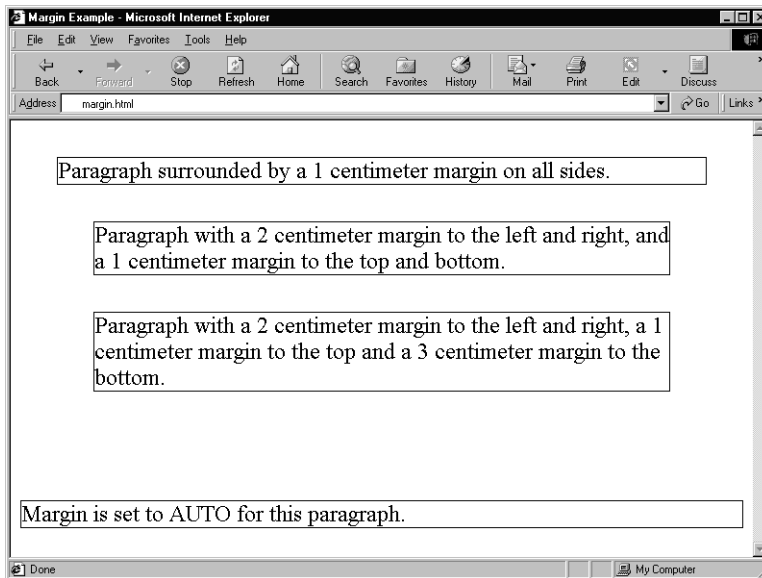 Margin Example - Microsoft Internet Explorer
File Edit View Favorites Tools Help
Back Forward Stop Refresh Home Search Favorites History Mail Print Edit Discuss
Address margin.html Go Links
Paragraph surrounded by a 1 centimeter margin on all sides.
Paragraph with a 2 centimeter margin to the left and right, and
a 1 centimeter margin to the top and bottom.
Paragraph with a 2 centimeter margin to the left and right, a 1
centimeter margin to the top and a 3 centimeter margin to the
bottom.
Margin is set to AUTO for this paragraph.
Done My Computer